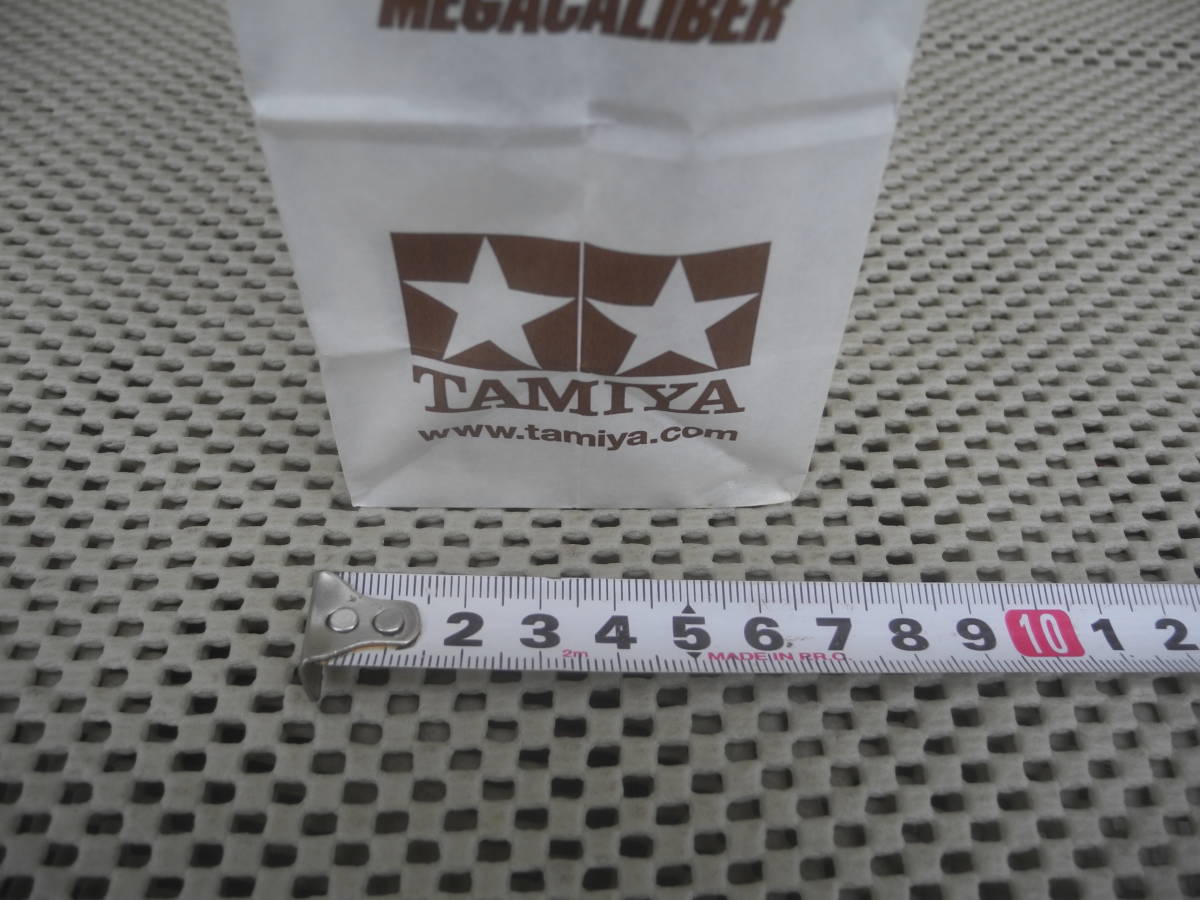 MEGACALIBER
TAMIYA
www.tamiya.com
2 3 4 5 6 7 8 9 10 1 2
2m MADE IN P.R.O.